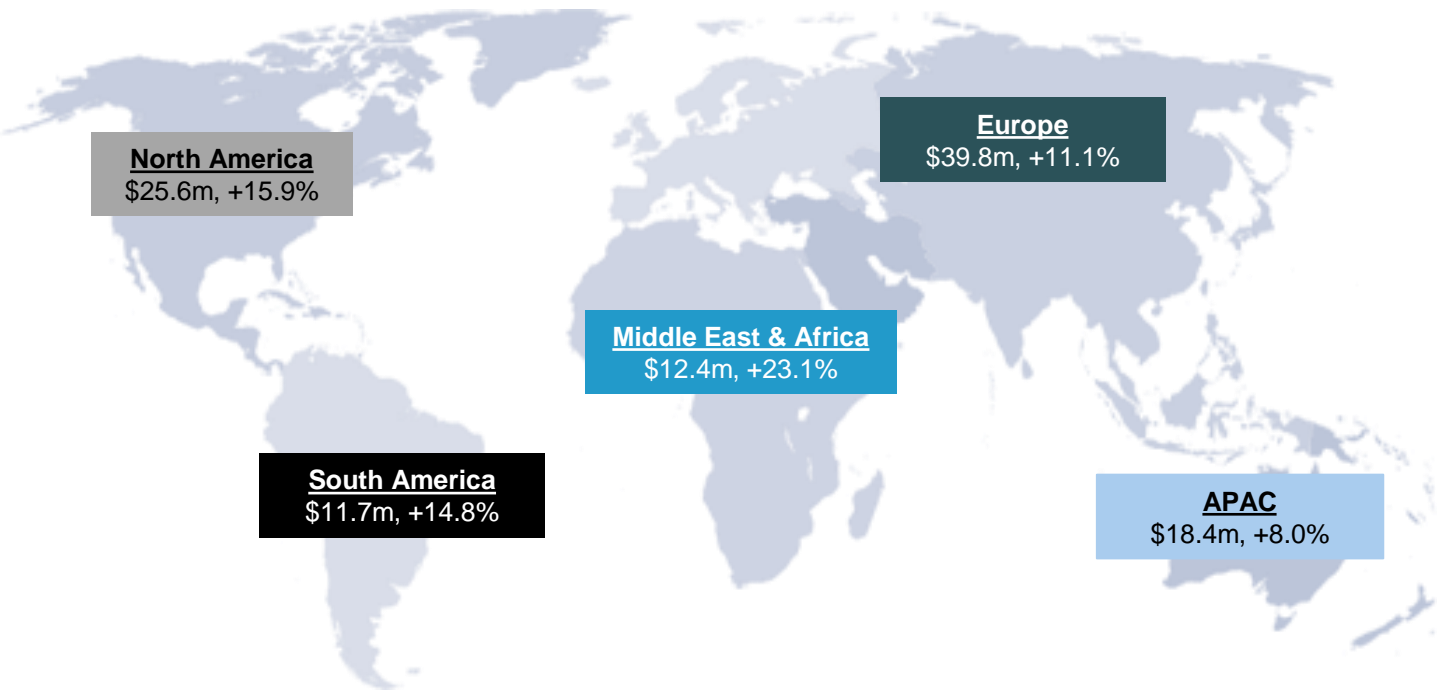 North America
$25.6m, +15.9%
Europe
$39.8m, +11.1%
Middle East & Africa
$12.4m, +23.1%
South America
$11.7m, +14.8%
APAC
$18.4m, +8.0%